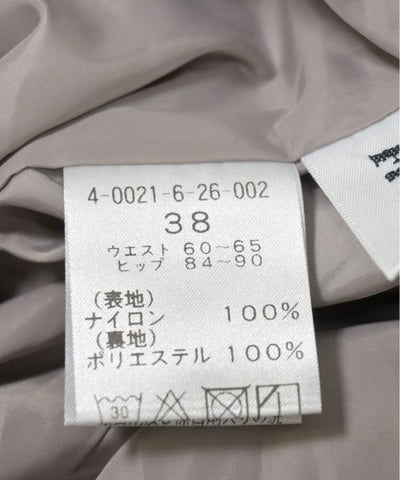 4-0021-6-26-002
38
ウエスト 60~65
ヒップ 84~90
(表地)
ナイロン 100%
(裏地)
ポリエステル 100%
30